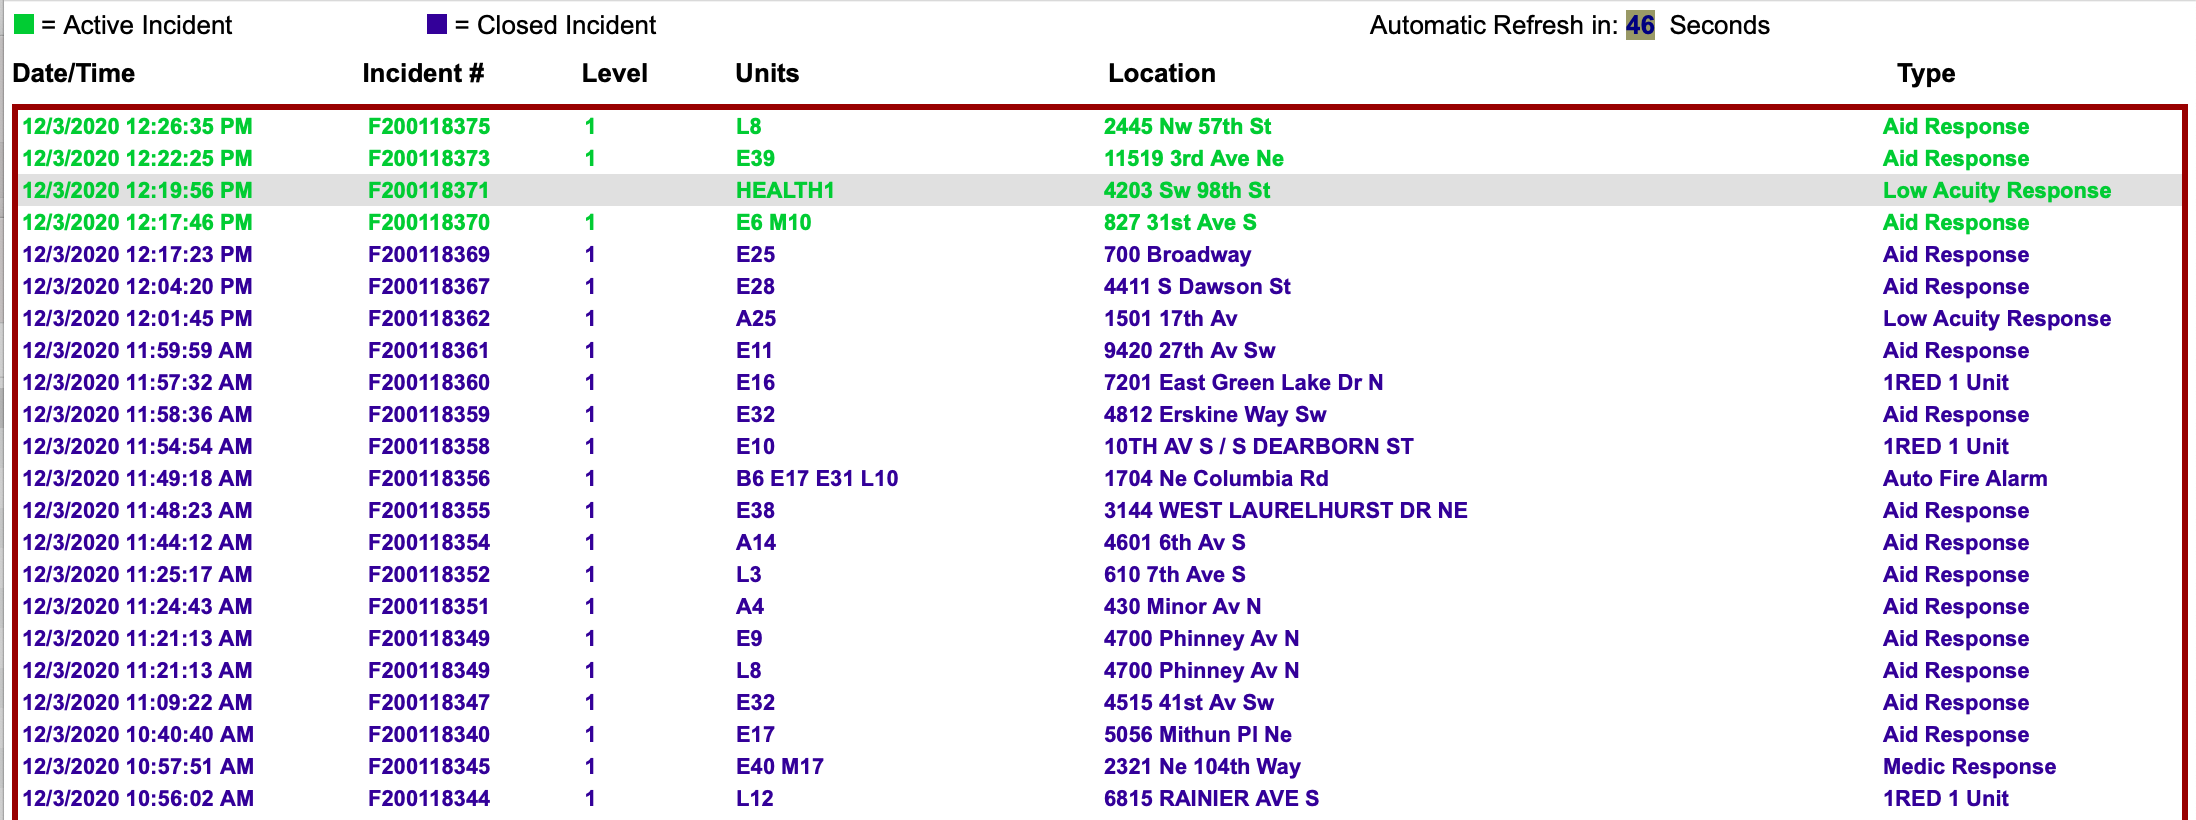 = Active Incident = Closed Incident Automatic Refresh in: 46 Seconds
Date/Time Incident # Level Units Location Type
12/3/2020 12:26:35 PM F200118375 1 L8 2445 Nw 57th St Aid Response
12/3/2020 12:22:25 PM F200118373 1 E39 11519 3rd Ave Ne Aid Response
12/3/2020 12:19:56 PM F200118371 HEALTH1 4203 Sw 98th St Low Acuity Response
12/3/2020 12:17:46 PM F200118370 1 E6 M10 827 31st Ave S Aid Response
12/3/2020 12:17:23 PM F200118369 1 E25 700 Broadway Aid Response
12/3/2020 12:04:20 PM F200118367 1 E28 4411 S Dawson St Aid Response
12/3/2020 12:01:45 PM F200118362 1 A25 1501 17th Av Low Acuity Response
12/3/2020 11:59:59 AM F200118361 1 E11 9420 27th Av Sw Aid Response
12/3/2020 11:57:32 AM F200118360 1 E16 7201 East Green Lake Dr N 1RED 1 Unit
12/3/2020 11:58:36 AM F200118359 1 E32 4812 Erskine Way Sw Aid Response
12/3/2020 11:54:54 AM F200118358 1 E10 10TH AV S / S DEARBORN ST 1RED 1 Unit
12/3/2020 11:49:18 AM F200118356 1 B6 E17 E31 L10 1704 Ne Columbia Rd Auto Fire Alarm
12/3/2020 11:48:23 AM F200118355 1 E38 3144 WEST LAURELHURST DR NE Aid Response
12/3/2020 11:44:12 AM F200118354 1 A14 4601 6th Av S Aid Response
12/3/2020 11:25:17 AM F200118352 1 L3 610 7th Ave S Aid Response
12/3/2020 11:24:43 AM F200118351 1 A4 430 Minor Av N Aid Response
12/3/2020 11:21:13 AM F200118349 1 E9 4700 Phinney Av N Aid Response
12/3/2020 11:21:13 AM F200118349 1 L8 4700 Phinney Av N Aid Response
12/3/2020 11:09:22 AM F200118347 1 E32 4515 41st Av Sw Aid Response
12/3/2020 10:40:40 AM F200118340 1 E17 5056 Mithun Pl Ne Aid Response
12/3/2020 10:57:51 AM F200118345 1 E40 M17 2321 Ne 104th Way Medic Response
12/3/2020 10:56:02 AM F200118344 1 L12 6815 RAINIER AVE S 1RED 1 Unit